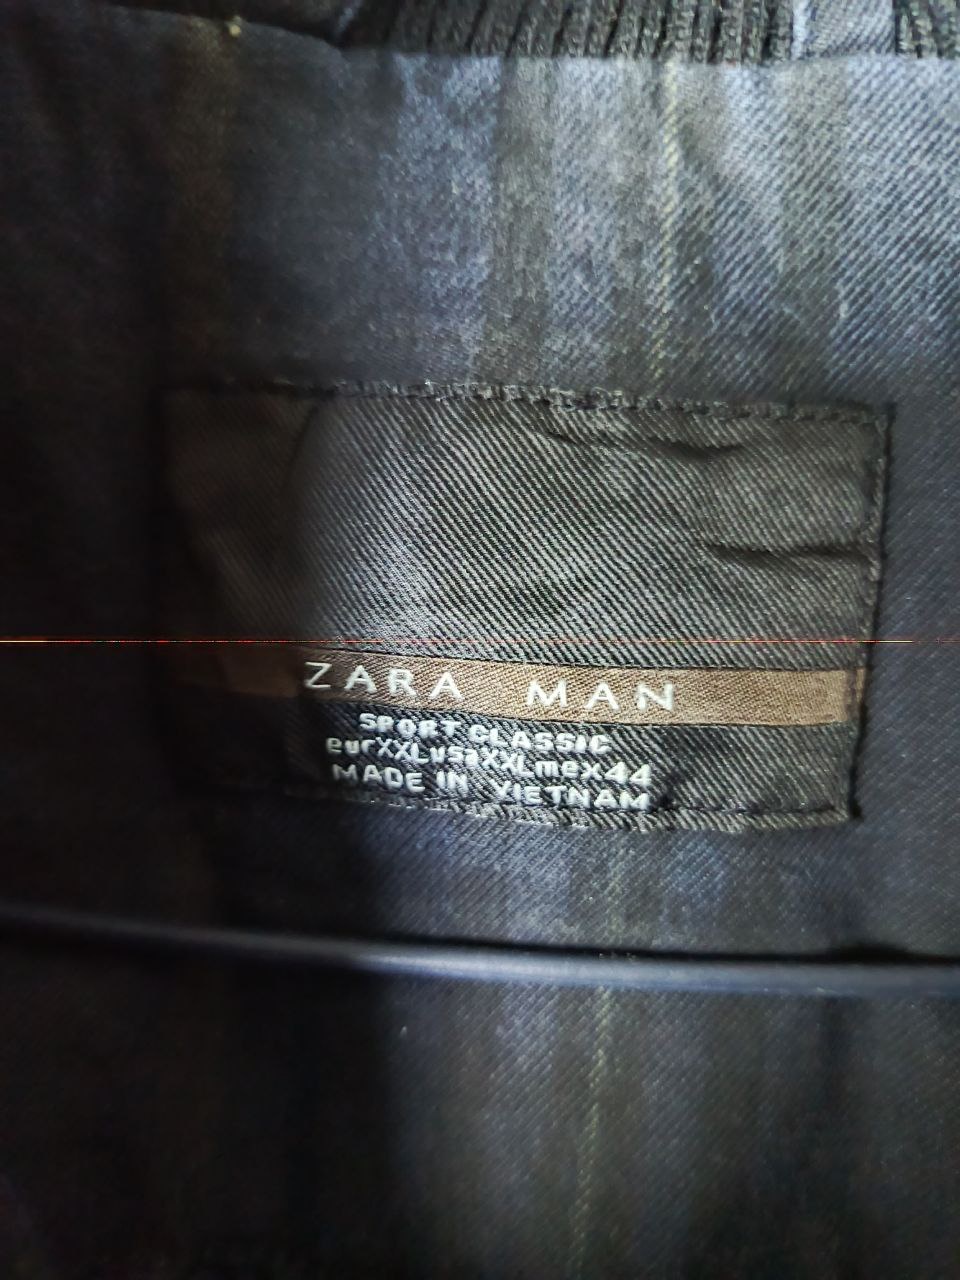 ZARA MAN
SPORT CLASSIC
eurXXLusaXXLmex44
MADE IN VIETNAM